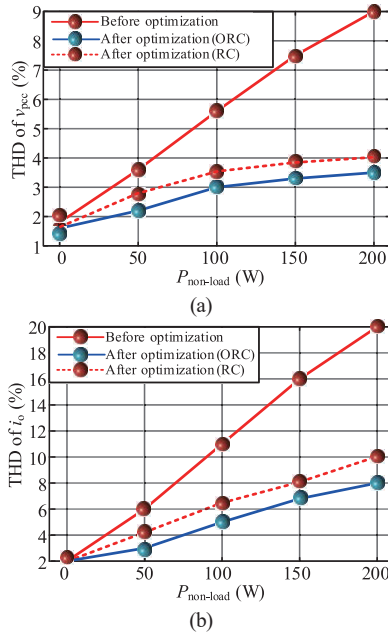 9
8
7
6
5
4
3
2
1
THD of vpcc (%)
Before optimization
After optimization(ORC)
After optimization(RC)
0 50 100 150 200
Pnon-load (W)
(a)
20
18
16
14
12
10
8
6
4
2
THD of io (%)
Before optimization
After optimization(ORC)
After optimization(RC)
0 50 100 150 200
Pnon-load (W)
(b)